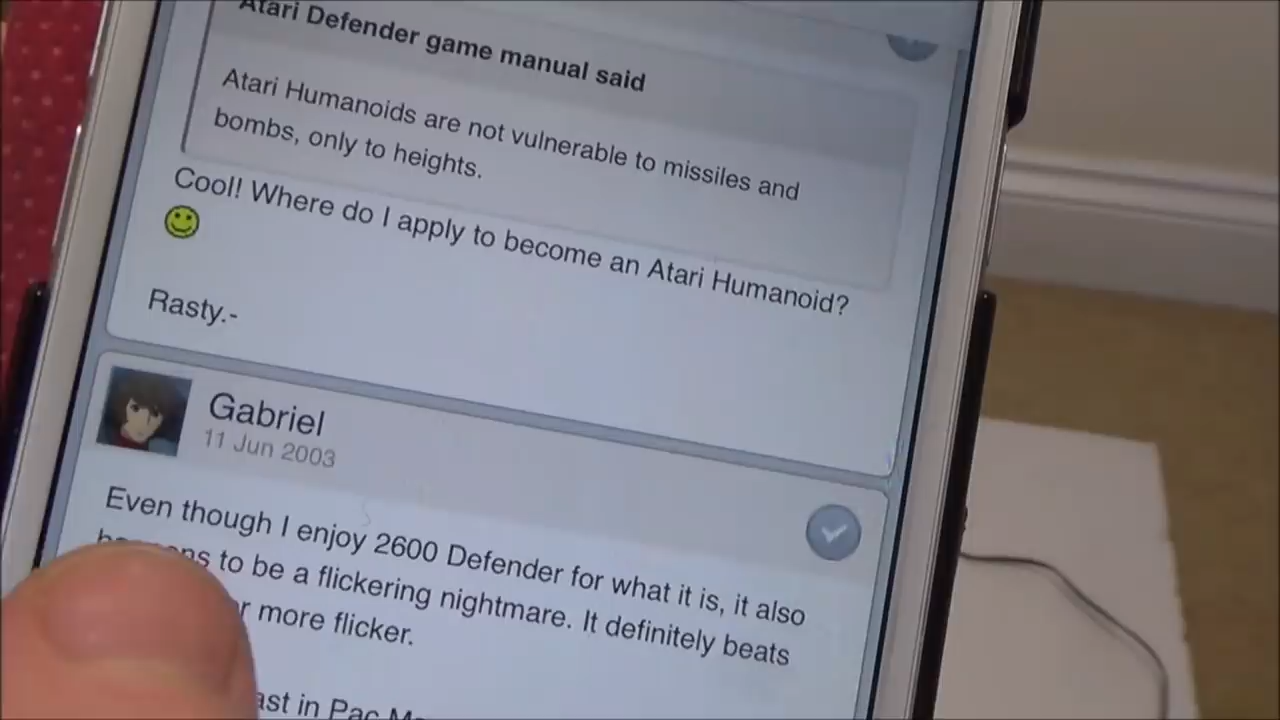 Atari Defender game manual said
Atari Humanoids are not vulnerable to missiles and
bombs, only to heights.
Cool! Where do I apply to become an Atari Humanoid?
Rasty.-
Gabriel
11 Jun 2003
Even though I enjoy 2600 Defender for what it is, it also
to be a flickering nightmare. It definitely beats
more flicker.
in Pac